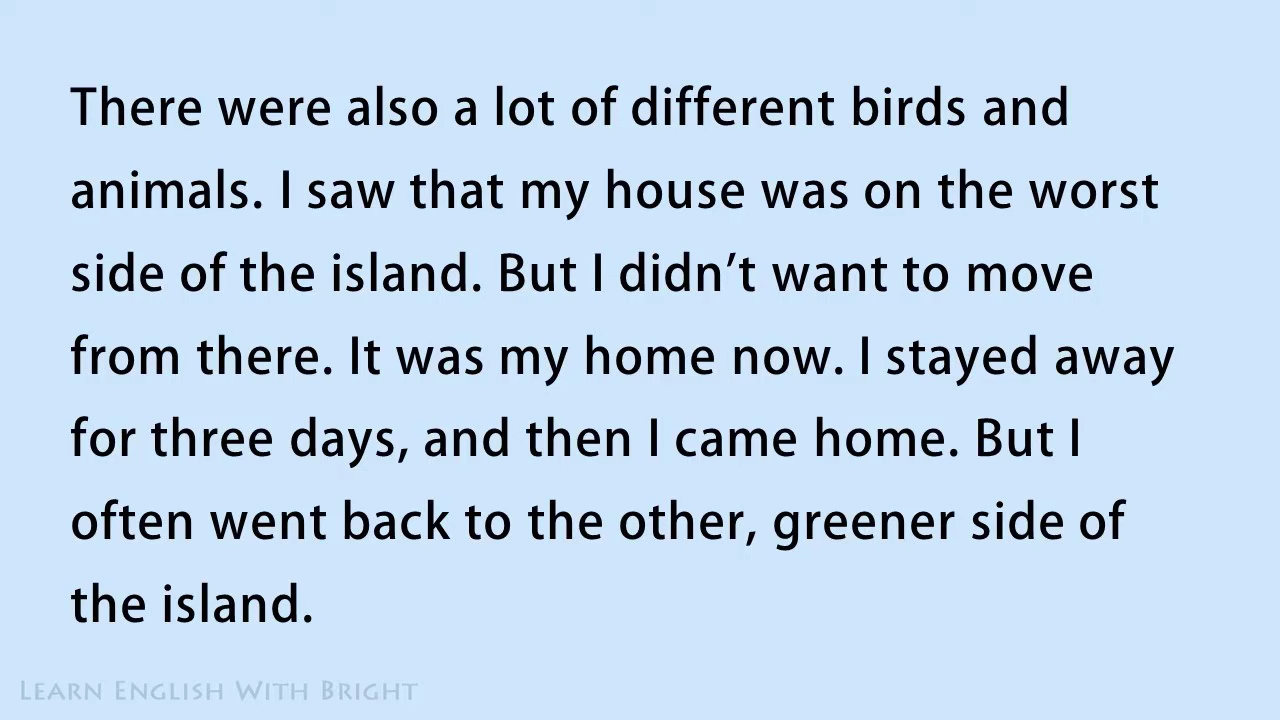 There were also a lot of different birds and
animals. I saw that my house was on the worst
side of the island. But I didn’t want to move
from there. It was my home now. I stayed away
for three days, and then I came home. But I
often went back to the other, greener side of
the island.
LEARN ENGLISH WITH BRIGHT